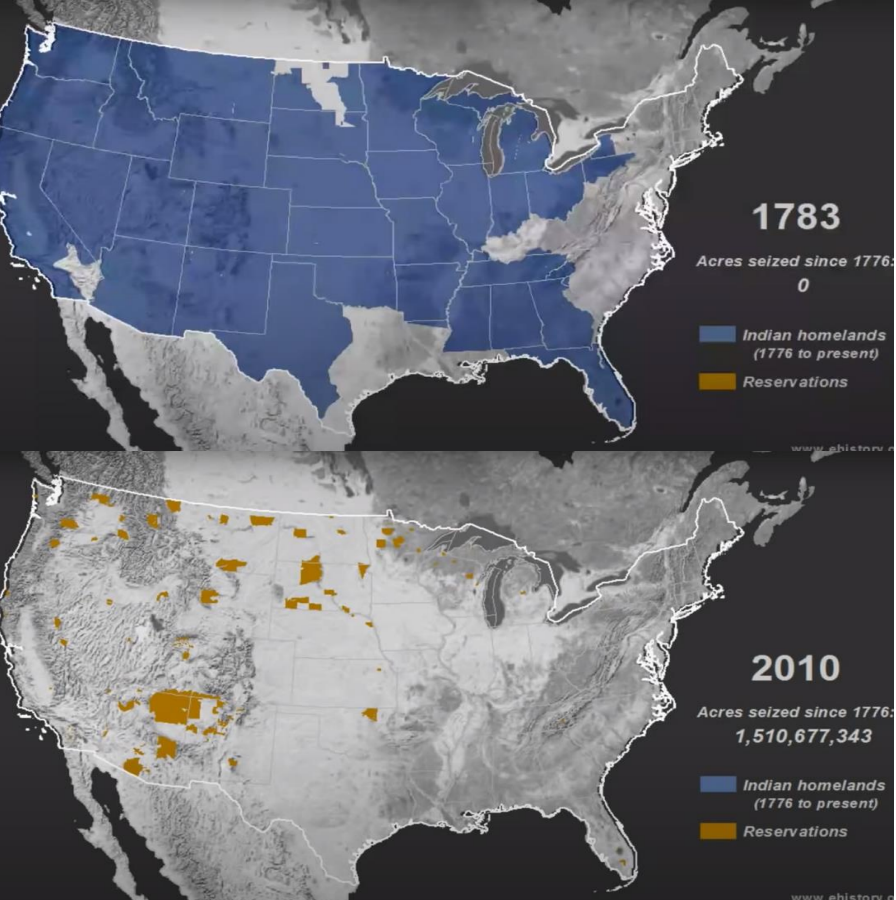 1783
Acres seized since 1776:
0
Indian homelands
(1776 to present)
Reservations
www.ehistory.o
2010
Acres seized since 1776:
1,510,677,343
Indian homelands
(1776 to present)
Reservations
www.ehistory.o